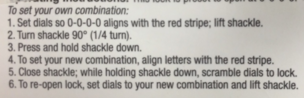 To set your own combination:
1. Set dials so 0-0-0-0 aligns with the red stripe; lift shackle.
2. Turn shackle 90° (1/4 turn).
3. Press and hold shackle down.
4. To set your new combination, align letters with the red stripe.
5. Close shackle; while holding shackle down, scramble dials to lock.
6. To re-open lock, set dials to your new combination and lift shackle.